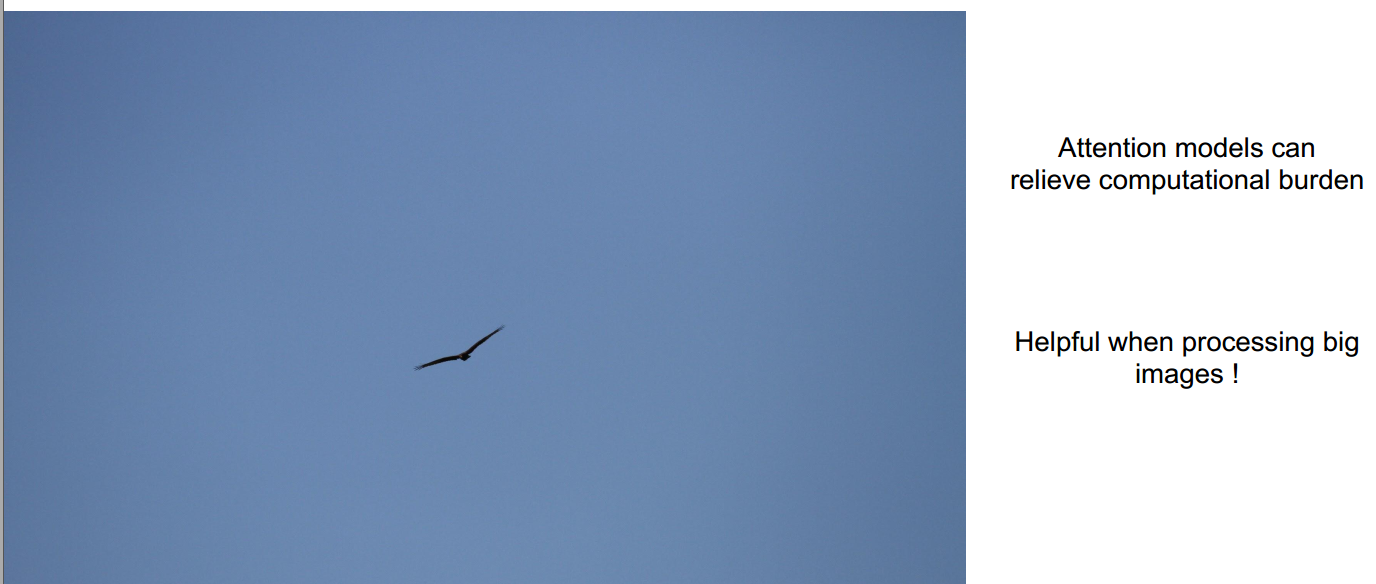 Attention models can
relieve computational burden
Helpful when processing big
images !